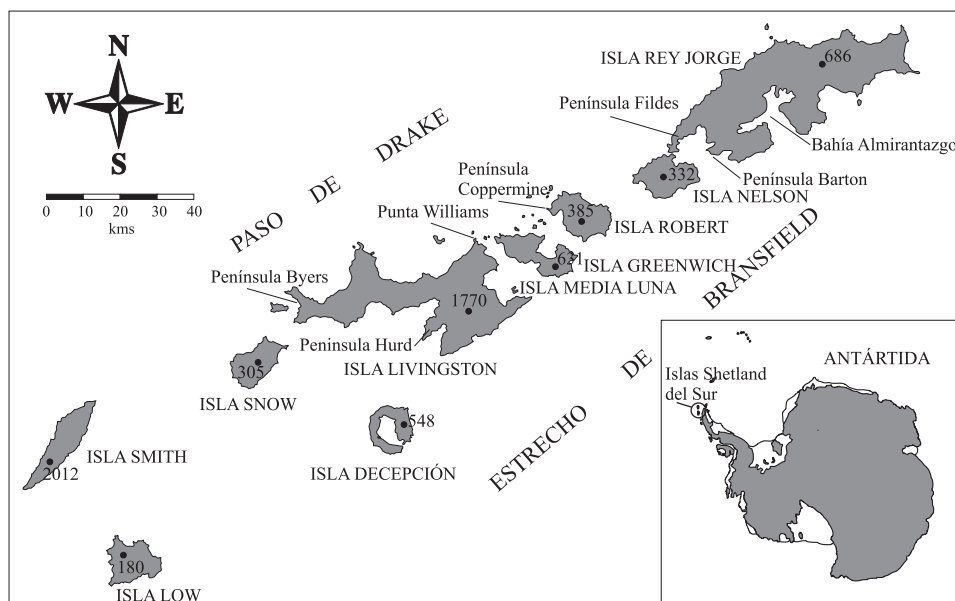 N
W E
S
0 10 20 30 40
kms
PASO DE DRAKE
ISLA REY JORGE
686
Península Fildes
Bahía Almirantazgo
Península Barton
332
ISLA NELSON
Península
Coppermine
385
ISLA ROBERT
Punta Williams
631
ISLA GREENWICH
ISLA MEDIA LUNA
Península Byers
1770
Peninsula Hurd
ISLA LIVINGSTON
305
ISLA SNOW
548
ISLA DECEPCIÓN
ISLA SMITH
2012
180
ISLA LOW
ESTRECHO DE BRANSFIELD
ANTÁRTIDA
Islas Shetland
del Sur